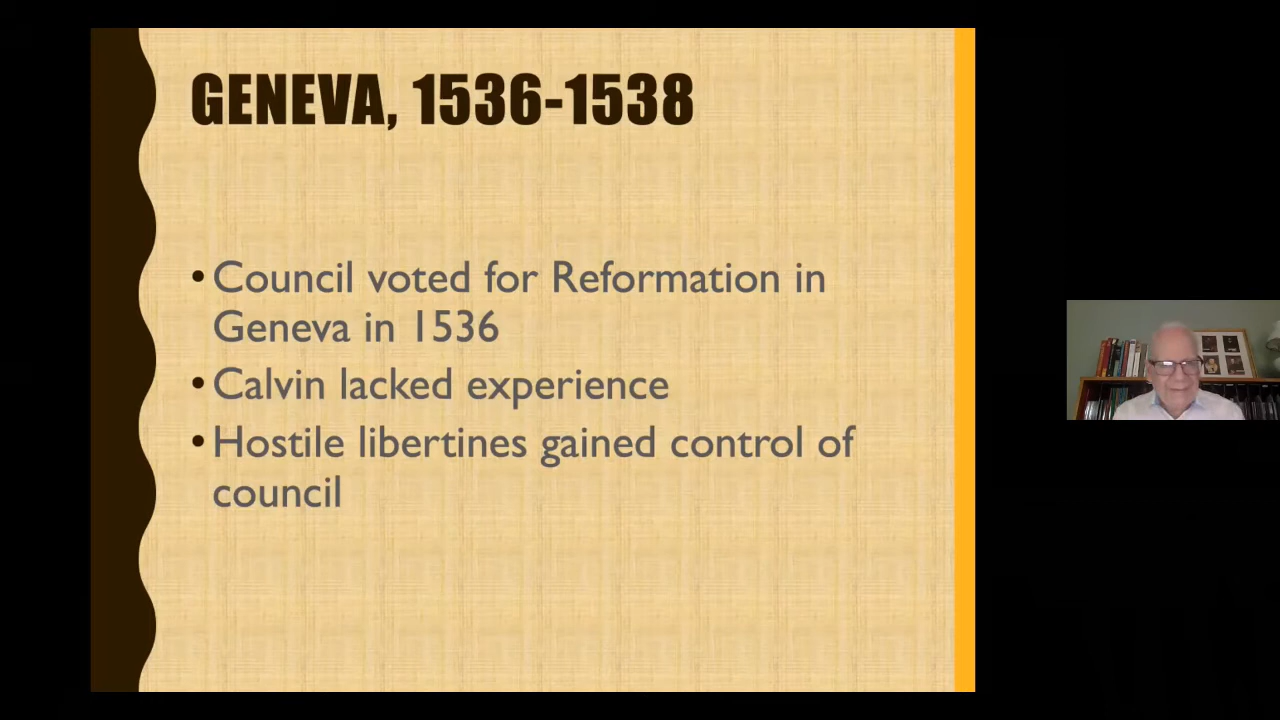 GENEVA, 1536-1538
• Council voted for Reformation in
Geneva in 1536
• Calvin lacked experience
• Hostile libertines gained control of
council